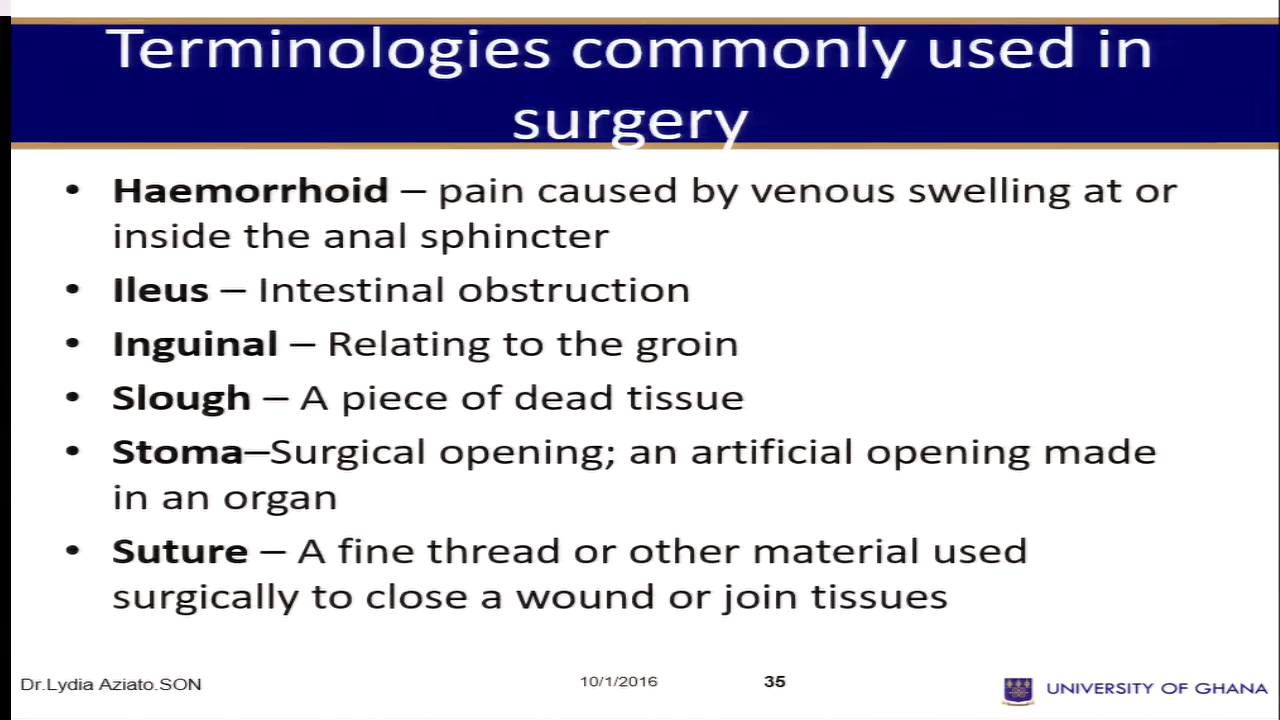 Terminologies commonly used in
surgery
• Haemorrhoid – pain caused by venous swelling at or
inside the anal sphincter
• Ileus – Intestinal obstruction
• Inguinal – Relating to the groin
• Slough – A piece of dead tissue
• Stoma–Surgical opening; an artificial opening made
in an organ
• Suture – A fine thread or other material used
surgically to close a wound or join tissues
Dr.Lydia Aziato.SON
10/1/2016
35
UNIVERSITY OF GHANA